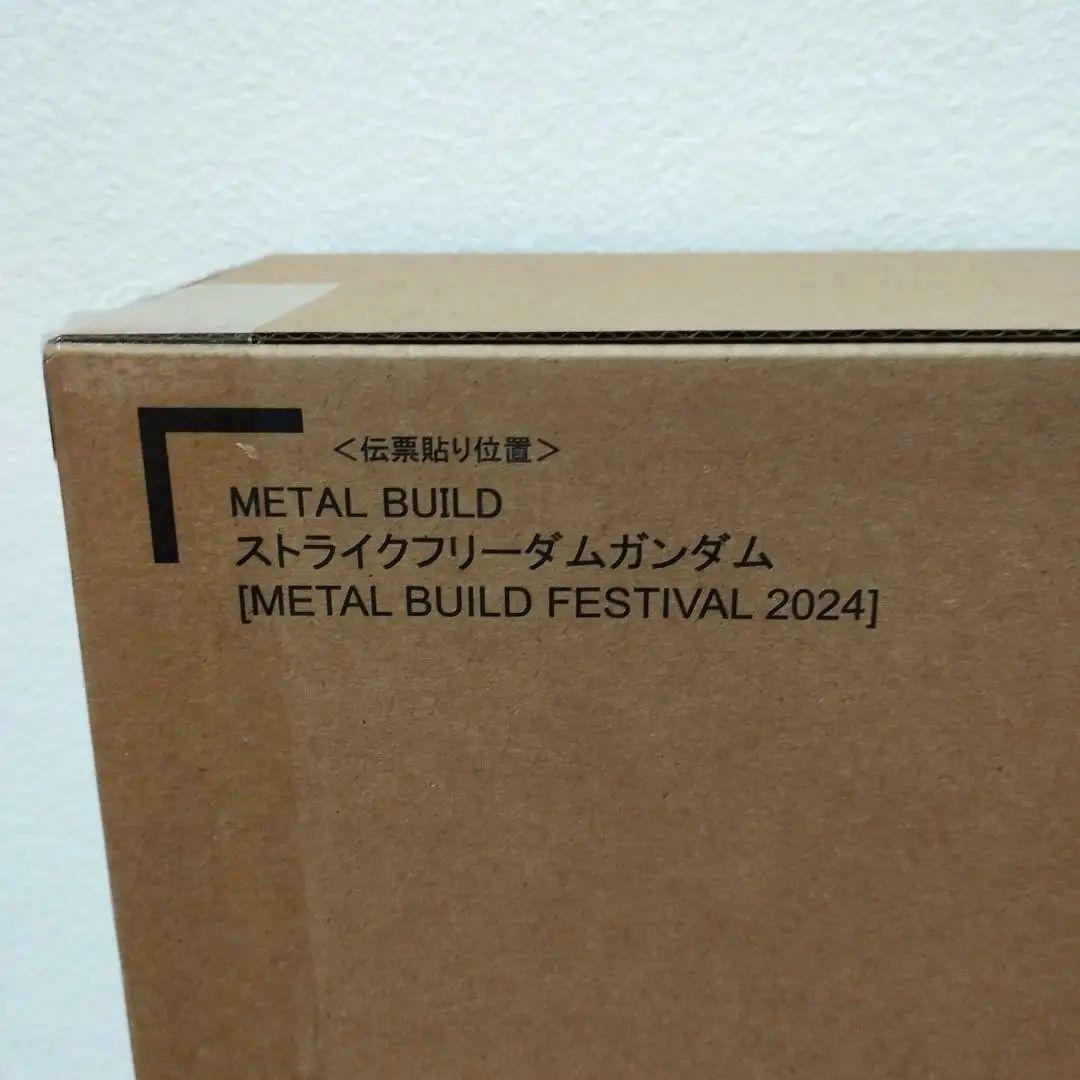 ＜伝票貼り位置＞
METAL BUILD
ストライクフリーダムガンダム
[METAL BUILD FESTIVAL 2024]